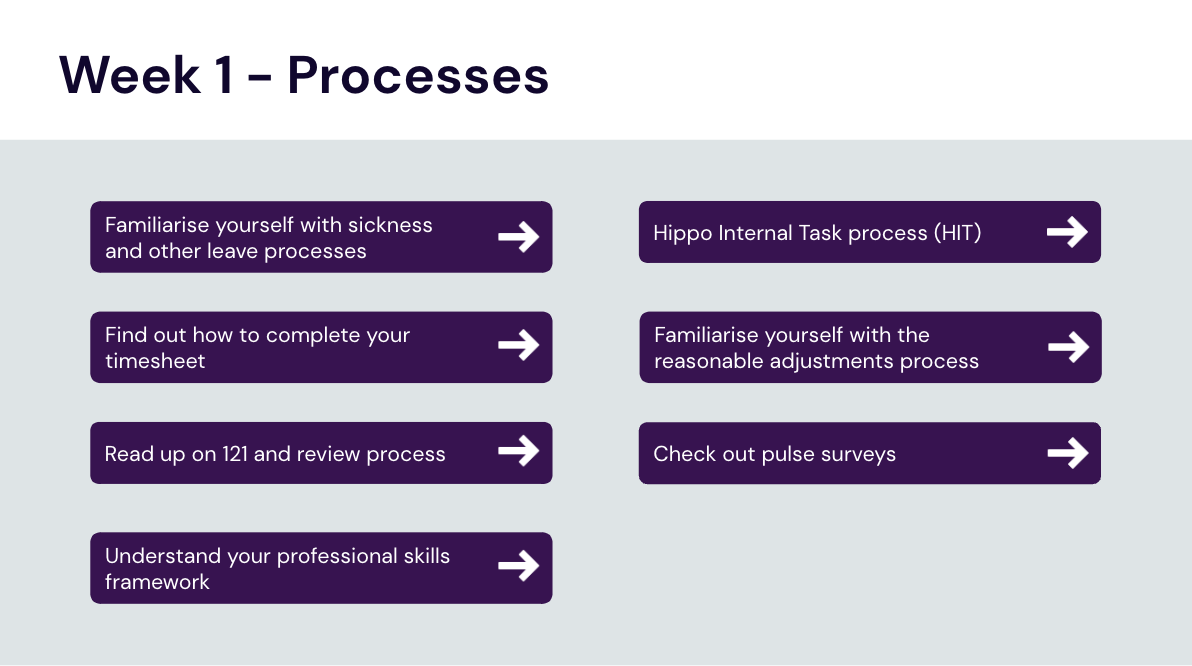 Week 1 – Processes
Familiarise yourself with sickness
and other leave processes
Find out how to complete your
timesheet
Read up on 121 and review process
Understand your professional skills
framework
Hippo Internal Task process (HIT)
Familiarise yourself with the
reasonable adjustments process
Check out pulse surveys